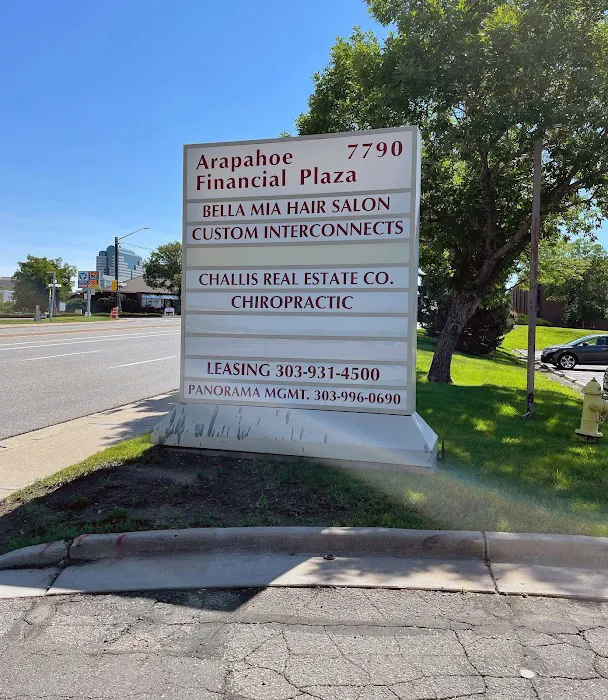 Arapahoe 7790
Financial Plaza
BELLA MIA HAIR SALON
CUSTOM INTERCONNECTS
CHALLIS REAL ESTATE CO.
CHIROPRACTIC
LEASING 303-931-4500
PANORAMA MGMT. 303-996-0690